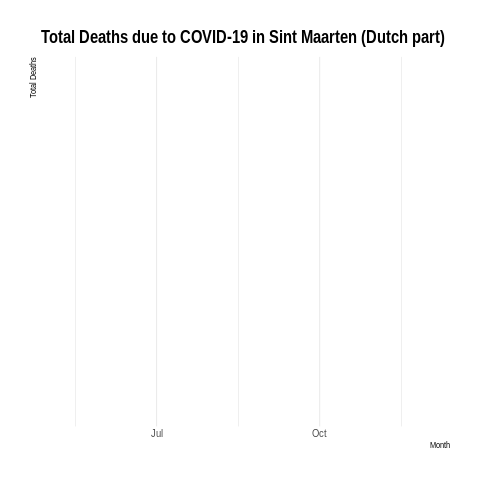 Total Deaths due to COVID-19 in Sint Maarten (Dutch part)
Total Deaths
Jul
Oct
Month